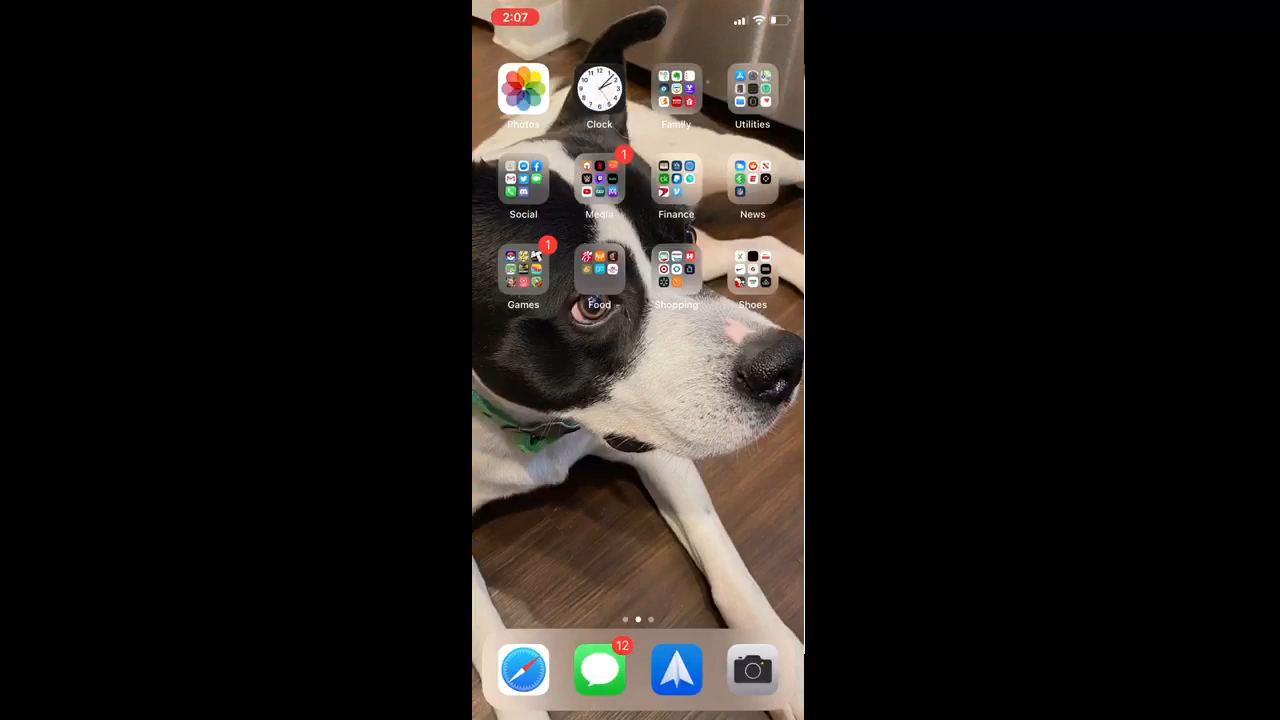 2:07
Photos
Clock
Family
Utilities
1
Social
Media
Finance
News
1
Games
Food
Shopping
Shoes
12